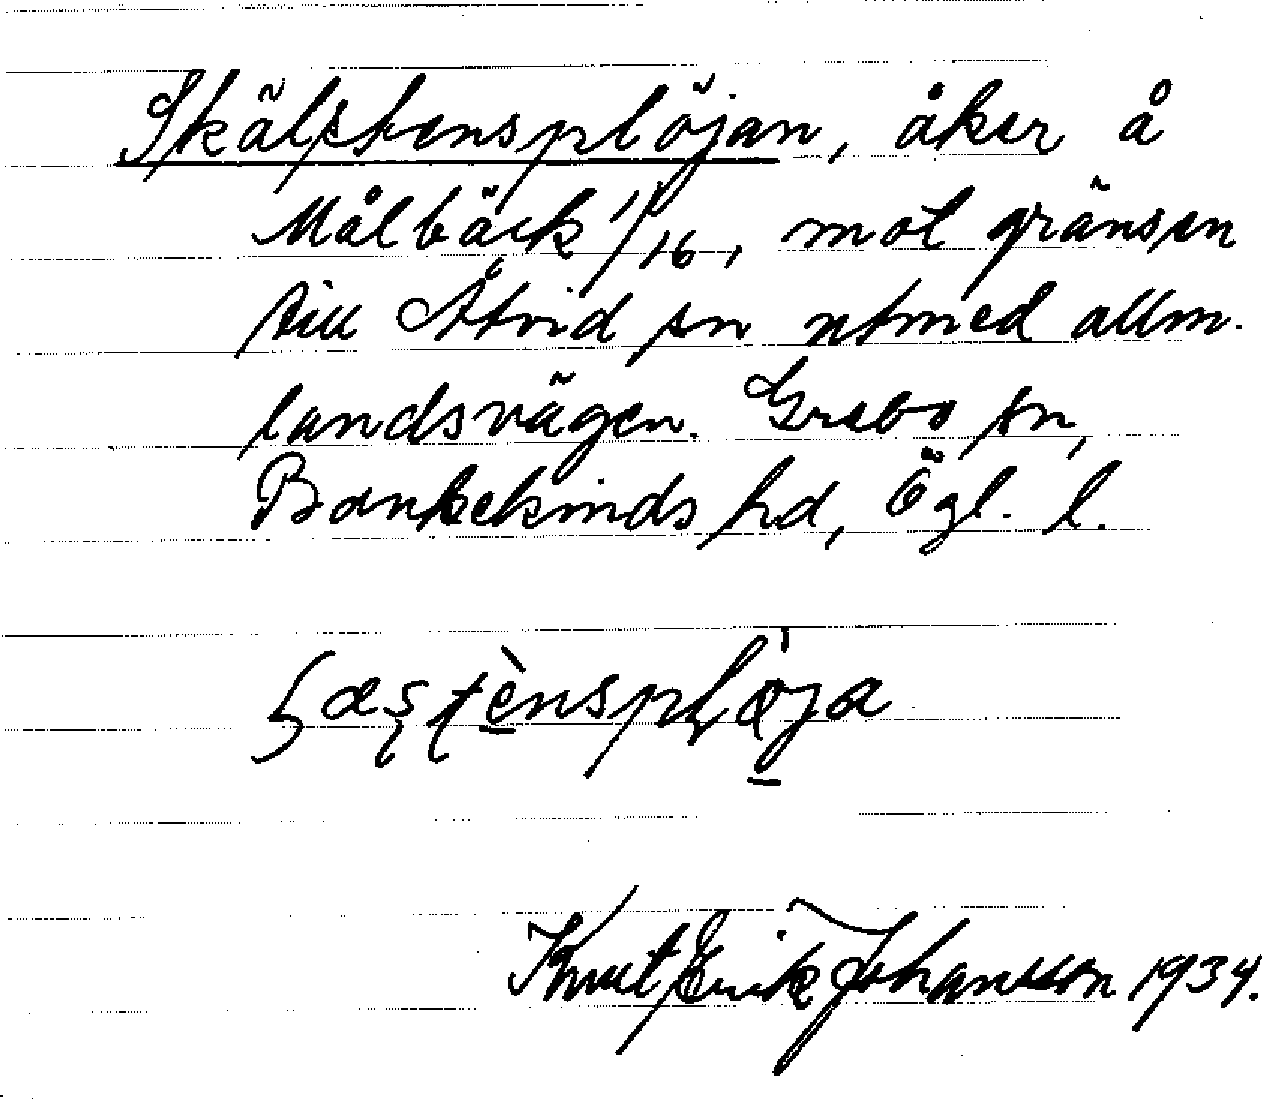 Skälstensplöjan, åker å
Målbäck 1/16, mot gränsen
till Åtvid sn utmed allm.
landsvägen. Grebo sn,
Bankekinds hd, Ögl. l.
Knut Erik Johansson 1934.